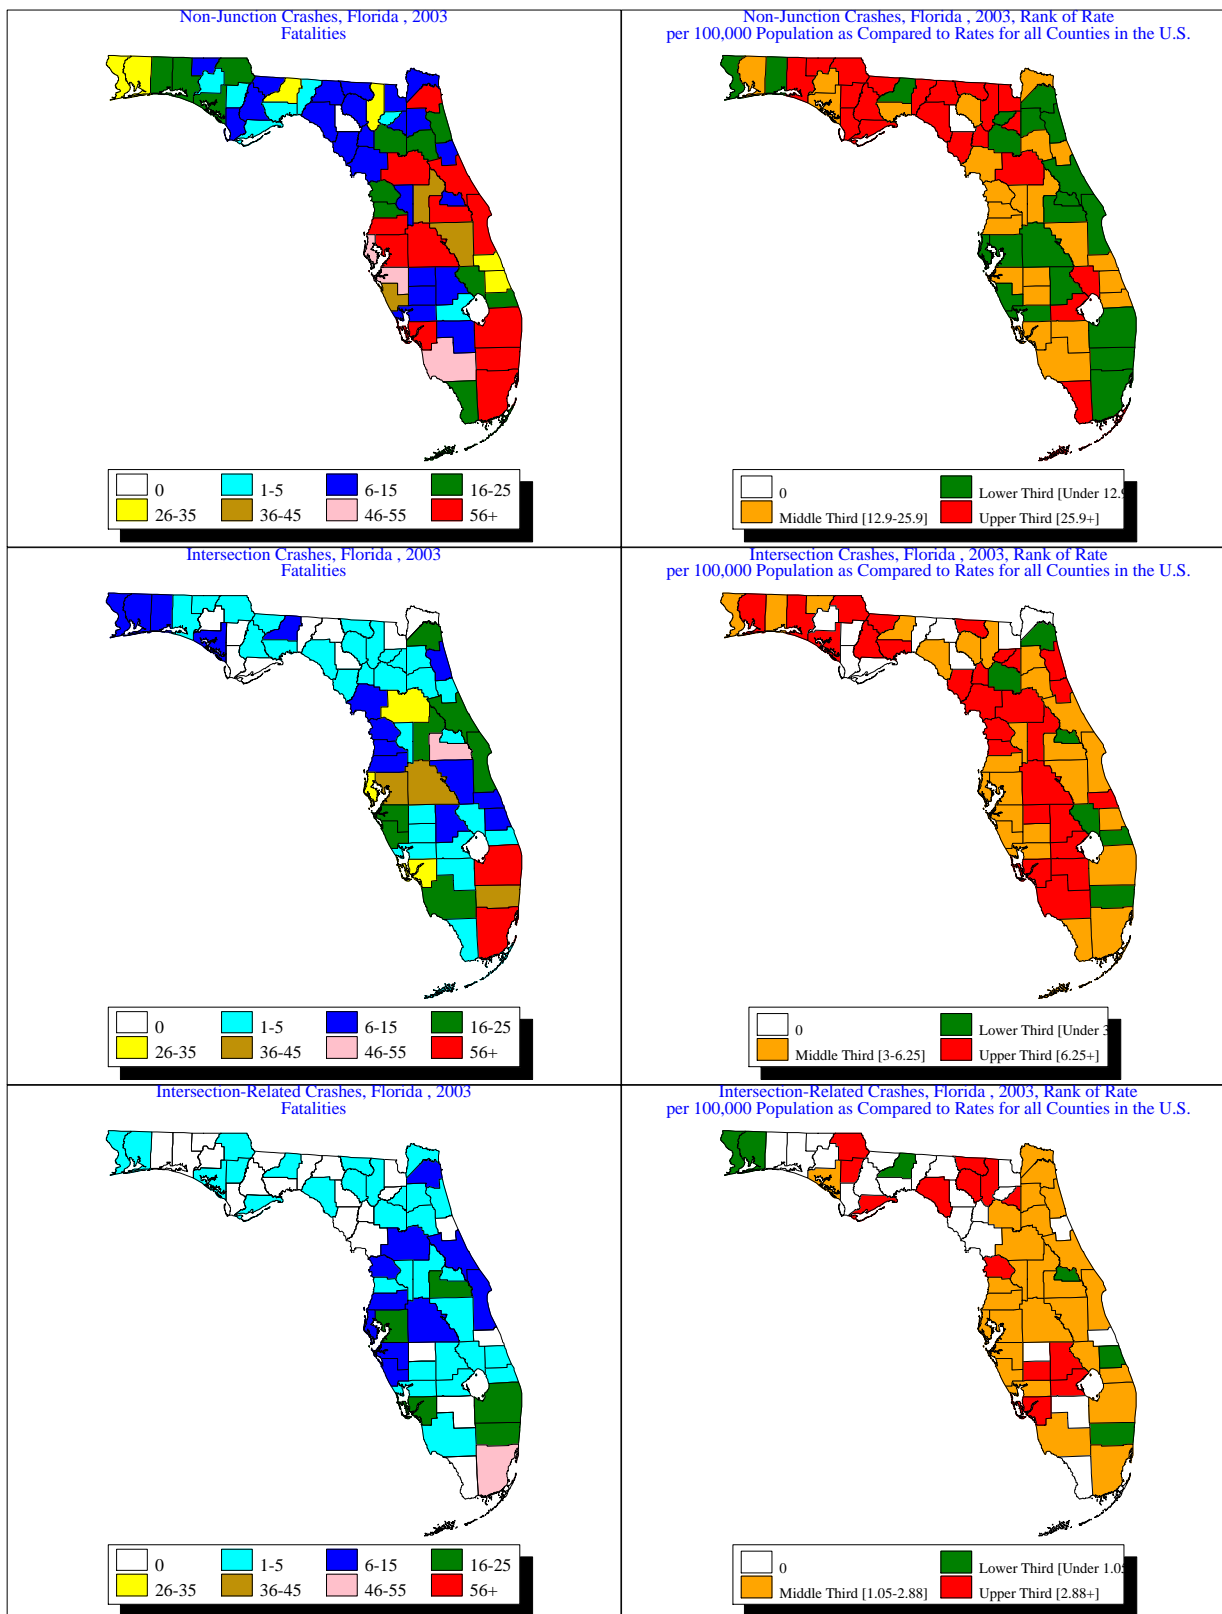 Non-Junction Crashes, Florida , 2003
Fatalities
0
1-5
6-15
16-25
26-35
36-45
46-55
56+
Non-Junction Crashes, Florida , 2003, Rank of Rate
per 100,000 Population as Compared to Rates for all Counties in the U.S.
0
Lower Third [Under 12.9
Middle Third [12.9-25.9]
Upper Third [25.9+]
Intersection Crashes, Florida , 2003
Fatalities
0
1-5
6-15
16-25
26-35
36-45
46-55
56+
Intersection Crashes, Florida , 2003, Rank of Rate
per 100,000 Population as Compared to Rates for all Counties in the U.S.
0
Lower Third [Under 3
Middle Third [3-6.25]
Upper Third [6.25+]
Intersection-Related Crashes, Florida , 2003
Fatalities
0
1-5
6-15
16-25
26-35
36-45
46-55
56+
Intersection-Related Crashes, Florida , 2003, Rank of Rate
per 100,000 Population as Compared to Rates for all Counties in the U.S.
0
Lower Third [Under 1.05
Middle Third [1.05-2.88]
Upper Third [2.88+]